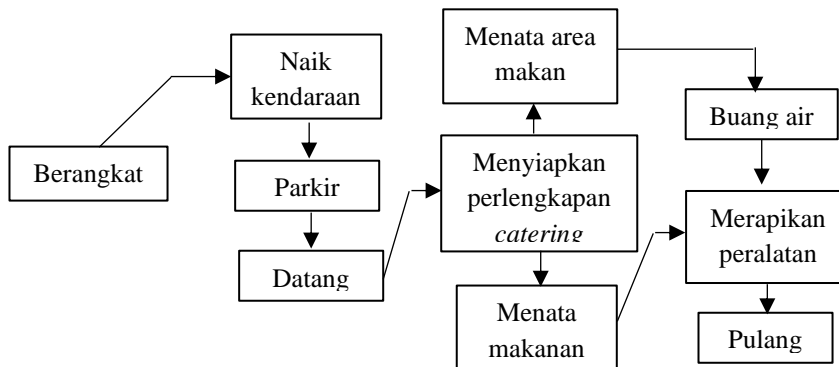 Berangkat
Naik
kendaraan
Parkir
Datang
Menyiapkan
perlengkapan
catering
Menata area
makan
Menata
makanan
Buang air
Merapikan
peralatan
Pulang